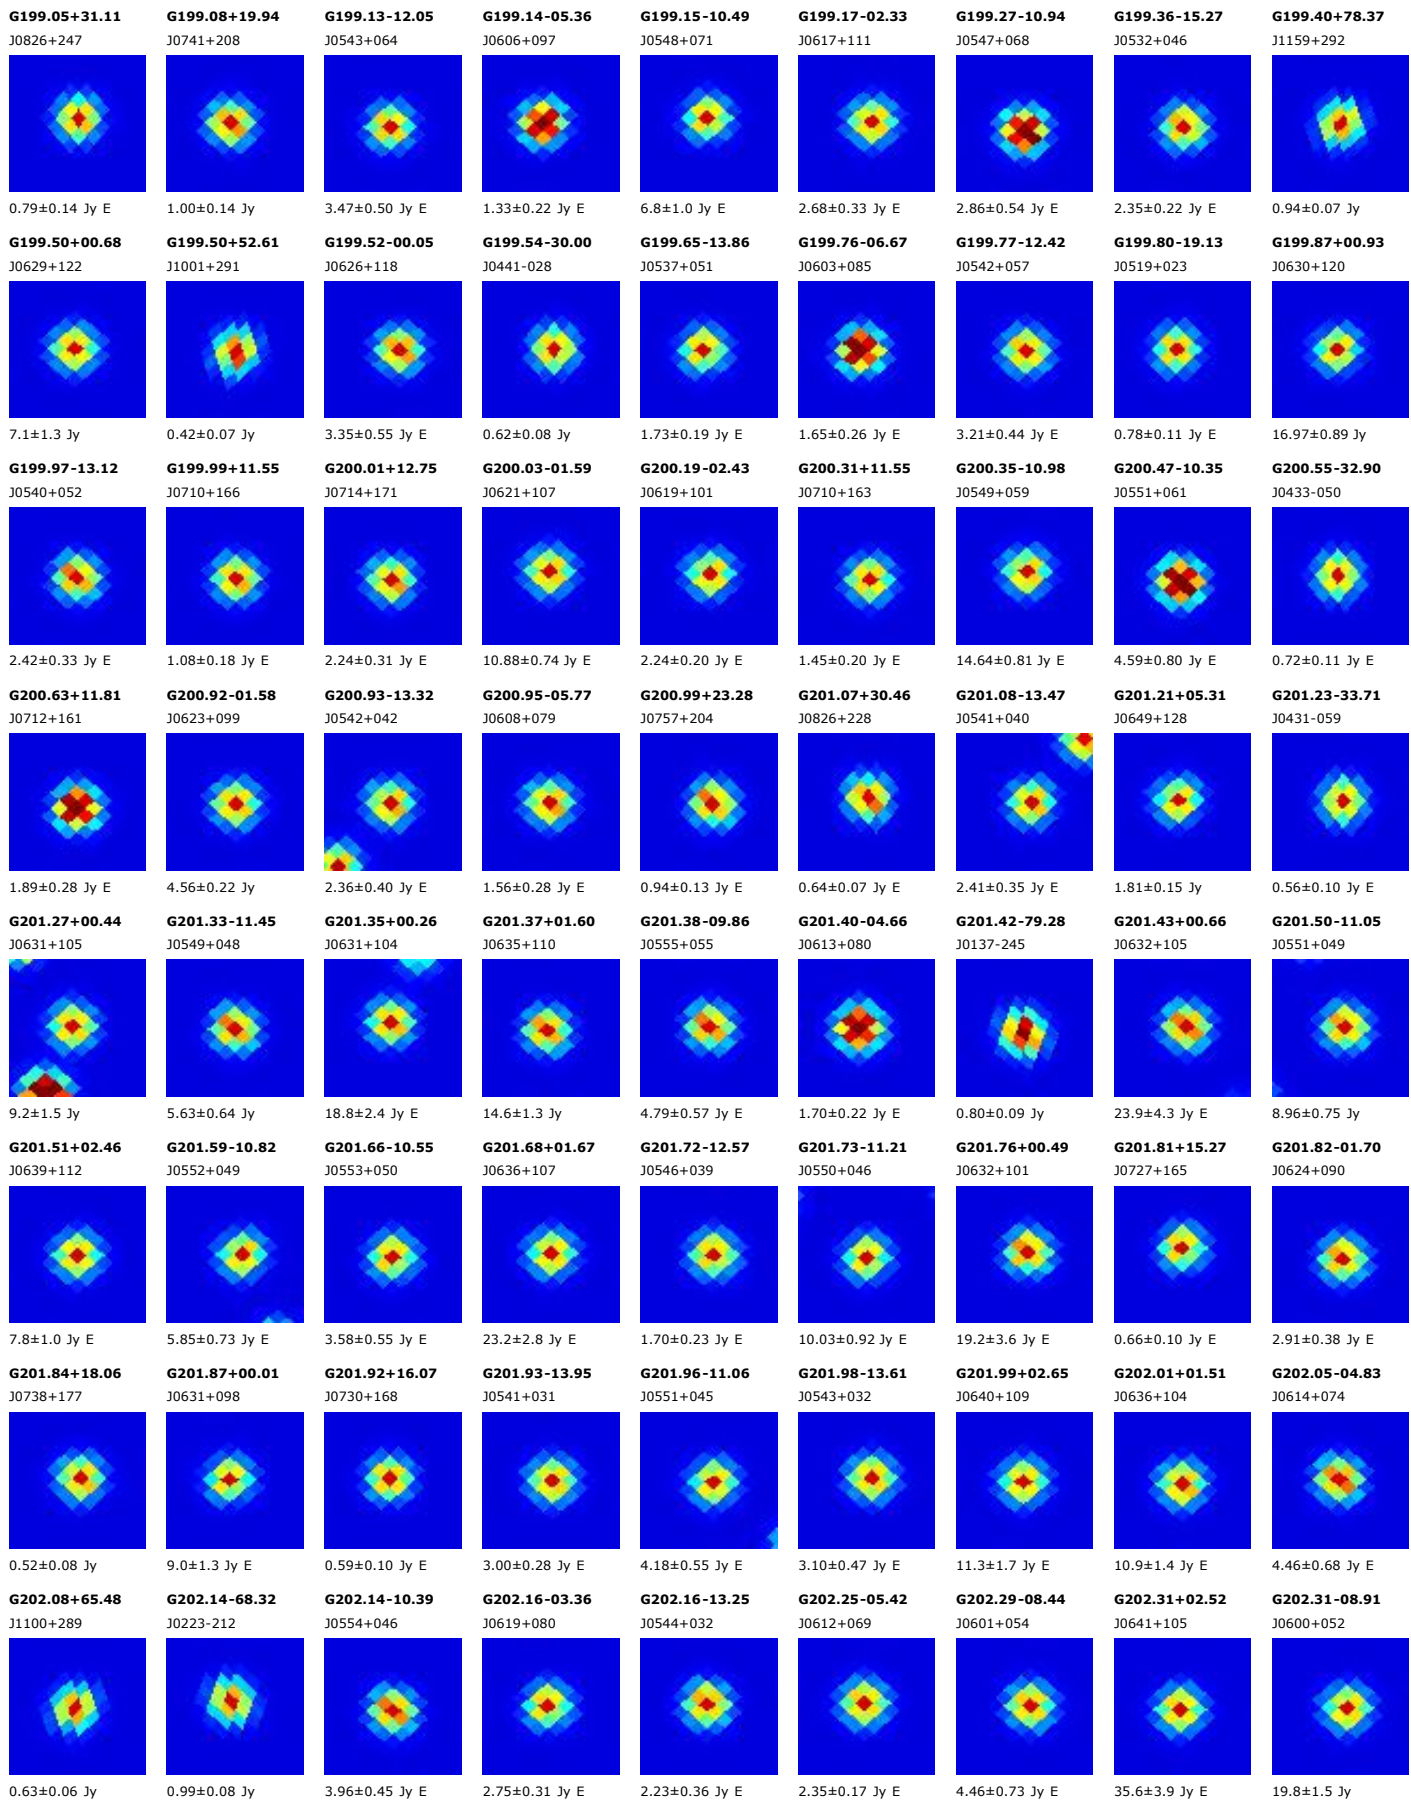 G199.05+31.11 G199.08+19.94 G199.13-12.05 G199.14-05.36 G199.15-10.49 G199.17-02.33 G199.27-10.94 G199.36-15.27 G199.40+78.37
J0826+247 J0741+208 J0543+064 J0606+097 J0548+071 J0617+111 J0547+068 J0532+046 J1159+292
0.79±0.14 Jy E 1.00±0.14 Jy 3.47±0.50 Jy E 1.33±0.22 Jy E 6.8±1.0 Jy E 2.68±0.33 Jy E 2.86±0.54 Jy E 2.35±0.22 Jy E 0.94±0.07 Jy
G199.50+00.68 G199.50+52.61 G199.52-00.05 G199.54-30.00 G199.65-13.86 G199.76-06.67 G199.77-12.42 G199.80-19.13 G199.87+00.93
J0629+122 J1001+291 J0626+118 J0441-028 J0537+051 J0603+085 J0542+057 J0519+023 J0630+120
7.1±1.3 Jy 0.42±0.07 Jy 3.35±0.55 Jy E 0.62±0.08 Jy 1.73±0.19 Jy E 1.65±0.26 Jy E 3.21±0.44 Jy E 0.78±0.11 Jy E 16.97±0.89 Jy
G199.97-13.12 G199.99+11.55 G200.01+12.75 G200.03-01.59 G200.19-02.43 G200.31+11.55 G200.35-10.98 G200.47-10.35 G200.55-32.90
J0540+052 J0710+166 J0714+171 J0621+107 J0619+101 J0710+163 J0549+059 J0551+061 J0433-050
2.42±0.33 Jy E 1.08±0.18 Jy E 2.24±0.31 Jy E 10.88±0.74 Jy E 2.24±0.20 Jy E 1.45±0.20 Jy E 14.64±0.81 Jy E 4.59±0.80 Jy E 0.72±0.11 Jy E
G200.63+11.81 G200.92-01.58 G200.93-13.32 G200.95-05.77 G200.99+23.28 G201.07+30.46 G201.08-13.47 G201.21+05.31 G201.23-33.71
J0712+161 J0623+099 J0542+042 J0608+079 J0757+204 J0826+228 J0541+040 J0649+128 J0431-059
1.89±0.28 Jy E 4.56±0.22 Jy 2.36±0.40 Jy E 1.56±0.28 Jy E 0.94±0.13 Jy E 0.64±0.07 Jy E 2.41±0.35 Jy E 1.81±0.15 Jy 0.56±0.10 Jy E
G201.27+00.44 G201.33-11.45 G201.35+00.26 G201.37+01.60 G201.38-09.86 G201.40-04.66 G201.42-79.28 G201.43+00.66 G201.50-11.05
J0631+105 J0549+048 J0631+104 J0635+110 J0555+055 J0613+080 J0137-245 J0632+105 J0551+049
9.2±1.5 Jy 5.63±0.64 Jy 18.8±2.4 Jy E 14.6±1.3 Jy 4.79±0.57 Jy E 1.70±0.22 Jy E 0.80±0.09 Jy 23.9±4.3 Jy E 8.96±0.75 Jy
G201.51+02.46 G201.59-10.82 G201.66-10.55 G201.68+01.67 G201.72-12.57 G201.73-11.21 G201.76+00.49 G201.81+15.27 G201.82-01.70
J0639+112 J0552+049 J0553+050 J0636+107 J0546+039 J0550+046 J0632+101 J0727+165 J0624+090
7.8±1.0 Jy E 5.85±0.73 Jy E 3.58±0.55 Jy E 23.2±2.8 Jy E 1.70±0.23 Jy E 10.03±0.92 Jy E 19.2±3.6 Jy E 0.66±0.10 Jy E 2.91±0.38 Jy E
G201.84+18.06 G201.87+00.01 G201.92+16.07 G201.93-13.95 G201.96-11.06 G201.98-13.61 G201.99+02.65 G202.01+01.51 G202.05-04.83
J0738+177 J0631+098 J0730+168 J0541+031 J0551+045 J0543+032 J0640+109 J0636+104 J0614+074
0.52±0.08 Jy 9.0±1.3 Jy E 0.59±0.10 Jy E 3.00±0.28 Jy E 4.18±0.55 Jy E 3.10±0.47 Jy E 11.3±1.7 Jy E 10.9±1.4 Jy E 4.46±0.68 Jy E
G202.08+65.48 G202.14-68.32 G202.14-10.39 G202.16-03.36 G202.16-13.25 G202.25-05.42 G202.29-08.44 G202.31+02.52 G202.31-08.91
J1100+289 J0223-212 J0554+046 J0619+080 J0544+032 J0612+069 J0601+054 J0641+105 J0600+052
0.63±0.06 Jy 0.99±0.08 Jy 3.96±0.45 Jy E 2.75±0.31 Jy E 2.23±0.36 Jy E 2.35±0.17 Jy E 4.46±0.73 Jy E 35.6±3.9 Jy E 19.8±1.5 Jy